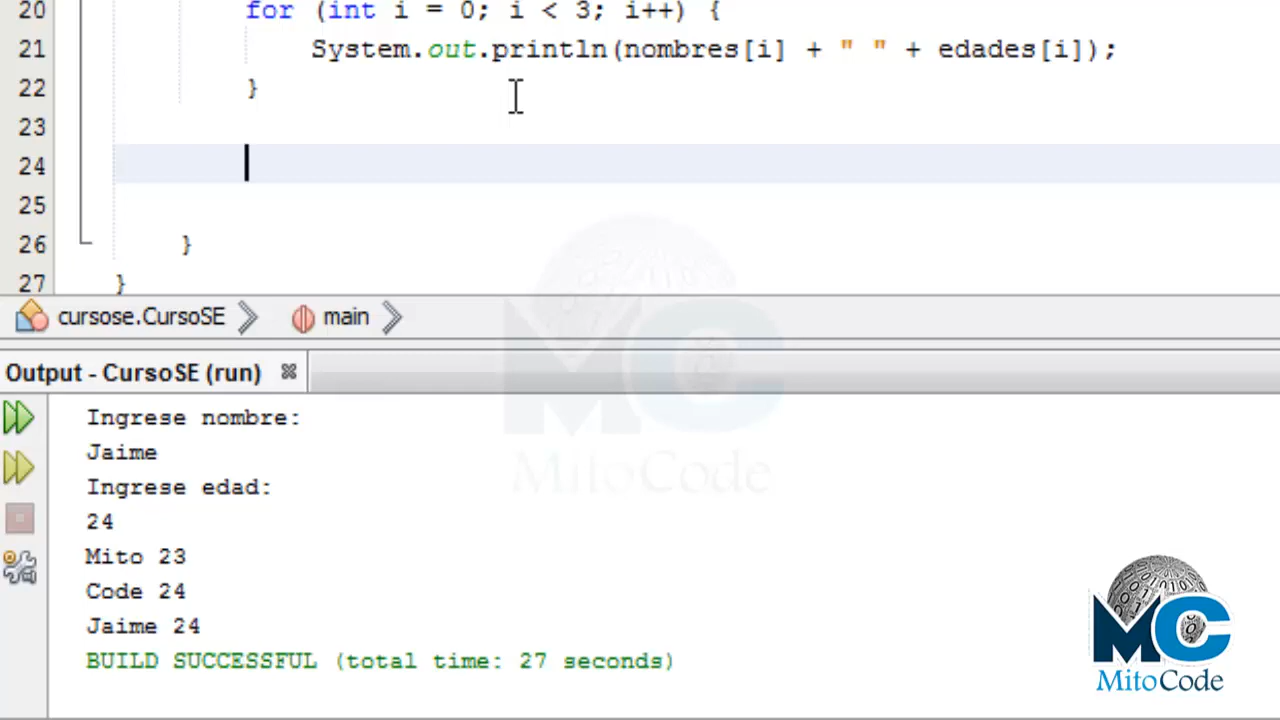 20 for (int i = 0; i < 3; i++) {
21 System.out.println(nombres[i] + " " + edades[i]);
22 }
23
24
25
26 }
27 }
cursose.CursoSE main
Output - CursoSE (run)
Ingrese nombre:
Jaime
Ingrese edad:
24
Mito 23
Code 24
Jaime 24
BUILD SUCCESSFUL (total time: 27 seconds)
MC
MitoCode
MC
MitoCode